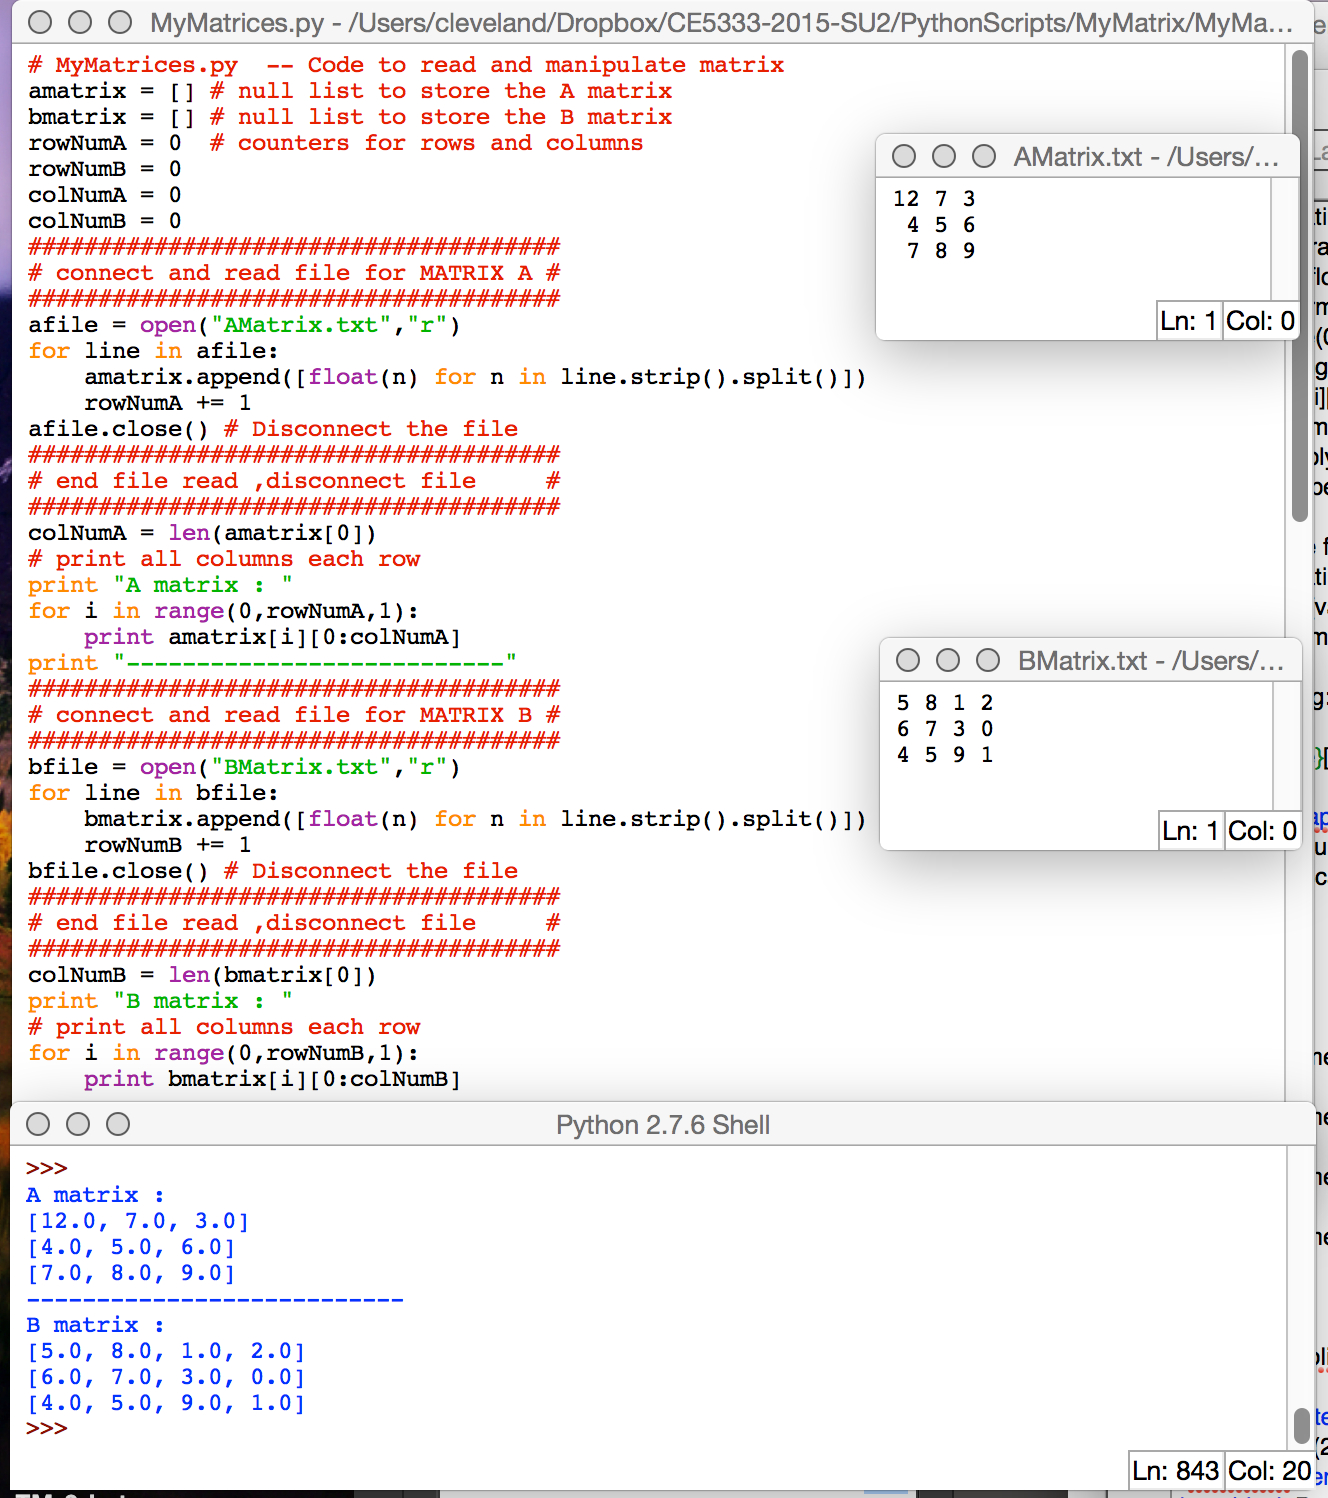 MyMatrices.py - /Users/cleveland/Dropbox/CE5333-2015-SU2/PythonScripts/MyMatrix/MyMa...
# MyMatrices.py  -- Code to read and manipulate matrix
amatrix = [] # null list to store the A matrix
bmatrix = [] # null list to store the B matrix
rowNumA = 0  # counters for rows and columns
rowNumB = 0
colNumA = 0
colNumB = 0
######################################
# connect and read file for MATRIX A #
######################################
afile = open("AMatrix.txt","r")
for line in afile:
    amatrix.append([float(n) for n in line.strip().split()])
    rowNumA += 1
afile.close() # Disconnect the file
######################################
# end file read ,disconnect file     #
######################################
colNumA = len(amatrix[0])
# print all columns each row
print "A matrix : "
for i in range(0,rowNumA,1):
    print amatrix[i][0:colNumA]
print "---------------------------"
######################################
# connect and read file for MATRIX B #
######################################
bfile = open("BMatrix.txt","r")
for line in bfile:
    bmatrix.append([float(n) for n in line.strip().split()])
    rowNumB += 1
bfile.close() # Disconnect the file
######################################
# end file read ,disconnect file     #
######################################
colNumB = len(bmatrix[0])
print "B matrix : "
# print all columns each row
for i in range(0,rowNumB,1):
    print bmatrix[i][0:colNumB]
AMatrix.txt - /Users/...
12 7 3
 4 5 6
 7 8 9
Ln: 1 Col: 0
BMatrix.txt - /Users/...
5 8 1 2
6 7 3 0
4 5 9 1
Ln: 1 Col: 0
Python 2.7.6 Shell
>>>
A matrix :
[12.0, 7.0, 3.0]
[4.0, 5.0, 6.0]
[7.0, 8.0, 9.0]
---------------------------
B matrix :
[5.0, 8.0, 1.0, 2.0]
[6.0, 7.0, 3.0, 0.0]
[4.0, 5.0, 9.0, 1.0]
>>>
Ln: 843 Col: 20